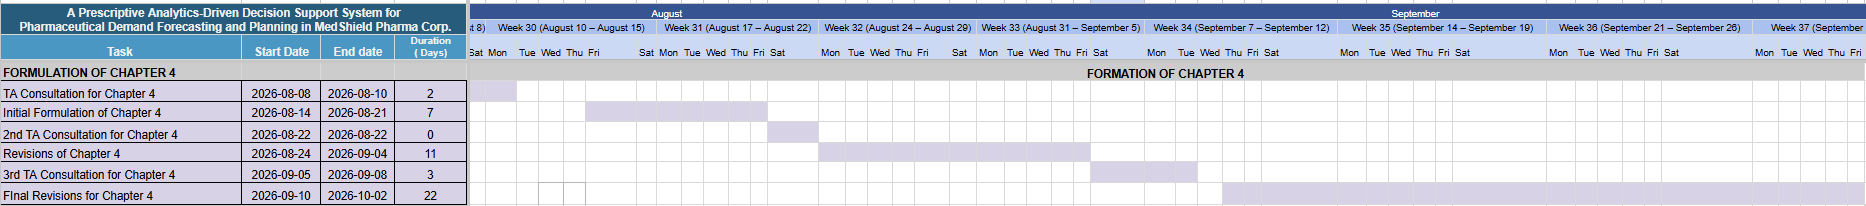 A Prescriptive Analytics-Driven Decision Support System for
Pharmaceutical Demand Forecasting and Planning in MedShield Pharma Corp.
August September
t 8) Week 30 (August 10 – August 15) Week 31 (August 17 – August 22) Week 32 (August 24 – August 29) Week 33 (August 31 – September 5) Week 34 (September 7 – September 12) Week 35 (September 14 – September 19) Week 36 (September 21 – September 26) Week 37 (September
Task Start Date End date Duration
( Days)
Sat Mon Tue Wed Thu Fri Sat Mon Tue Wed Thu Fri Sat Mon Tue Wed Thu Fri Sat Mon Tue Wed Thu Fri Sat Mon Tue Wed Thu Fri Sat Mon Tue Wed Thu Fri Sat Mon Tue Wed Thu Fri Sat Mon Tue Wed Thu Fri
FORMULATION OF CHAPTER 4 FORMATION OF CHAPTER 4
TA Consultation for Chapter 4 2026-08-08 2026-08-10 2
Initial Formulation of Chapter 4 2026-08-14 2026-08-21 7
2nd TA Consultation for Chapter 4 2026-08-22 2026-08-22 0
Revisions of Chapter 4 2026-08-24 2026-09-04 11
3rd TA Consultation for Chapter 4 2026-09-05 2026-09-08 3
FInal Revisions for Chapter 4 2026-09-10 2026-10-02 22